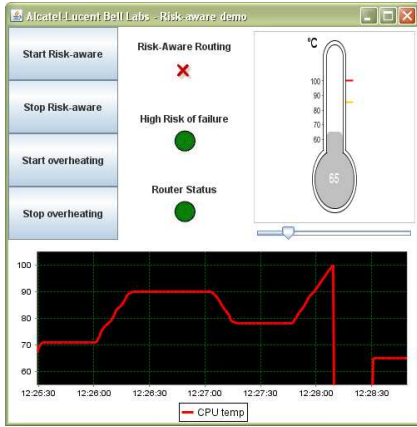 Alcatel-Lucent Bell Labs - Risk-aware demo
Start Risk-aware
Stop Risk-aware
Start overheating
Stop overheating
Risk-Aware Routing
High Risk of failure
Router Status
°C
100
90
80
70
60
65
100
90
80
70
60
12:25:30 12:26:00 12:26:30 12:27:00 12:27:30 12:28:00 12:28:30
CPU temp